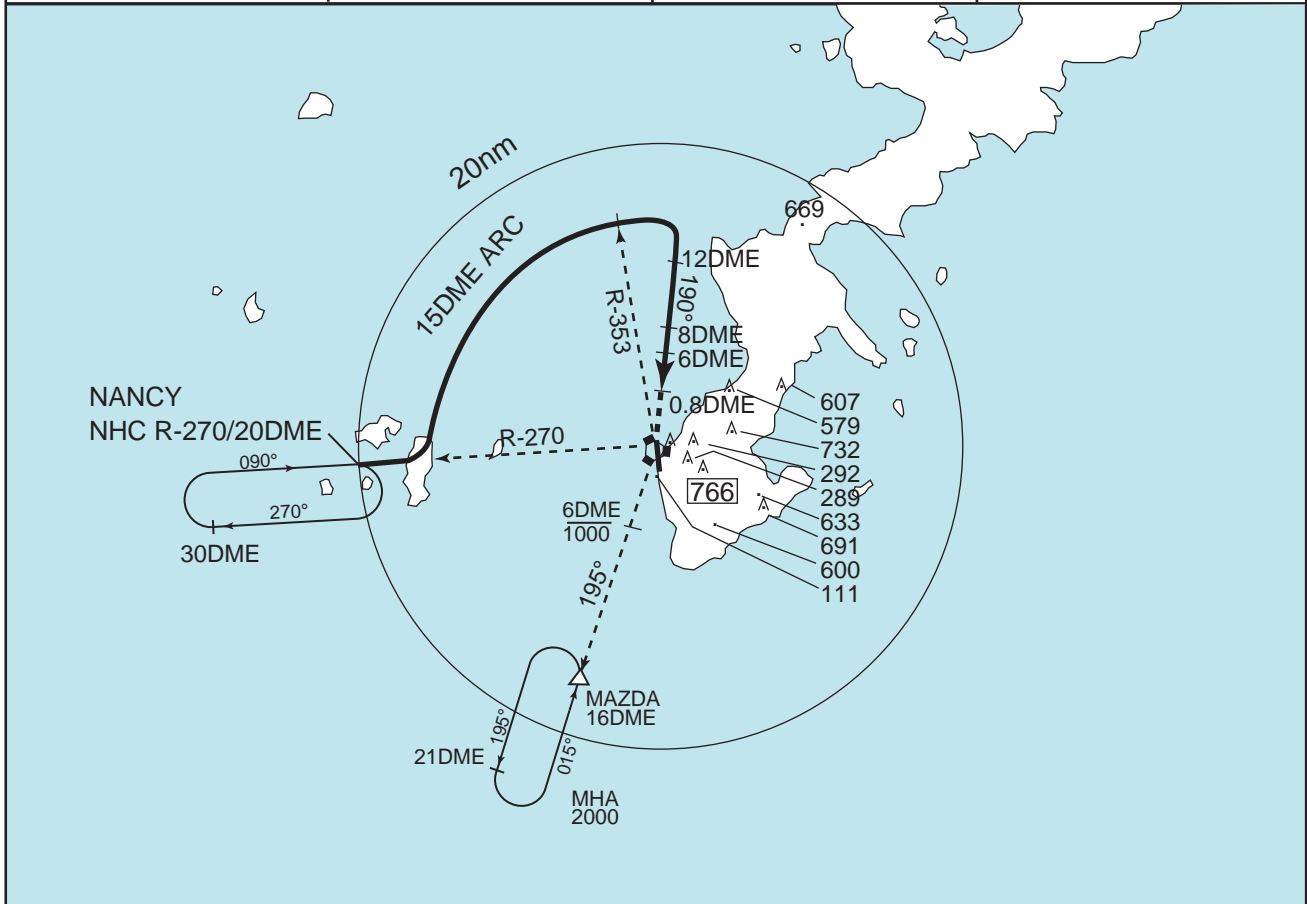 20nm
669
15DME ARC
12DME
190°
R-353
8DME
6DME
NANCY
NHC R-270/20DME
0.8DME
607
579
732
292
289
633
691
600
111
R-270
090°
270°
30DME
766
6DME
1000
195°
MAZDA
16DME
195°
015°
21DME
MHA
2000